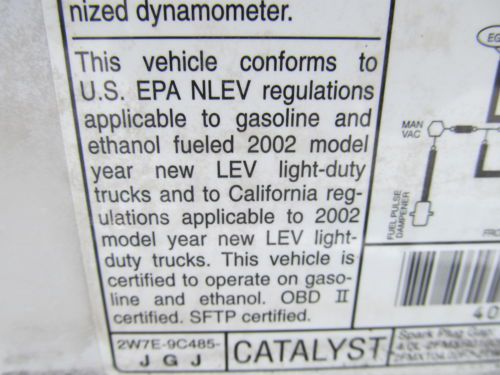 nized dynamometer.
This vehicle conforms to
U.S. EPA NLEV regulations
applicable to gasoline and
ethanol fueled 2002 model
year new LEV light-duty
trucks and to California reg-
ulations applicable to 2002
model year new LEV light-
duty trucks. This vehicle is
certified to operate on gaso-
line and ethanol. OBD II
certified. SFTP certified.
2W7E-9C485-
J G J
CATALYST
MAN
VAC
FUEL PULSE
DAMPENER
40
Spark Plug Gap: